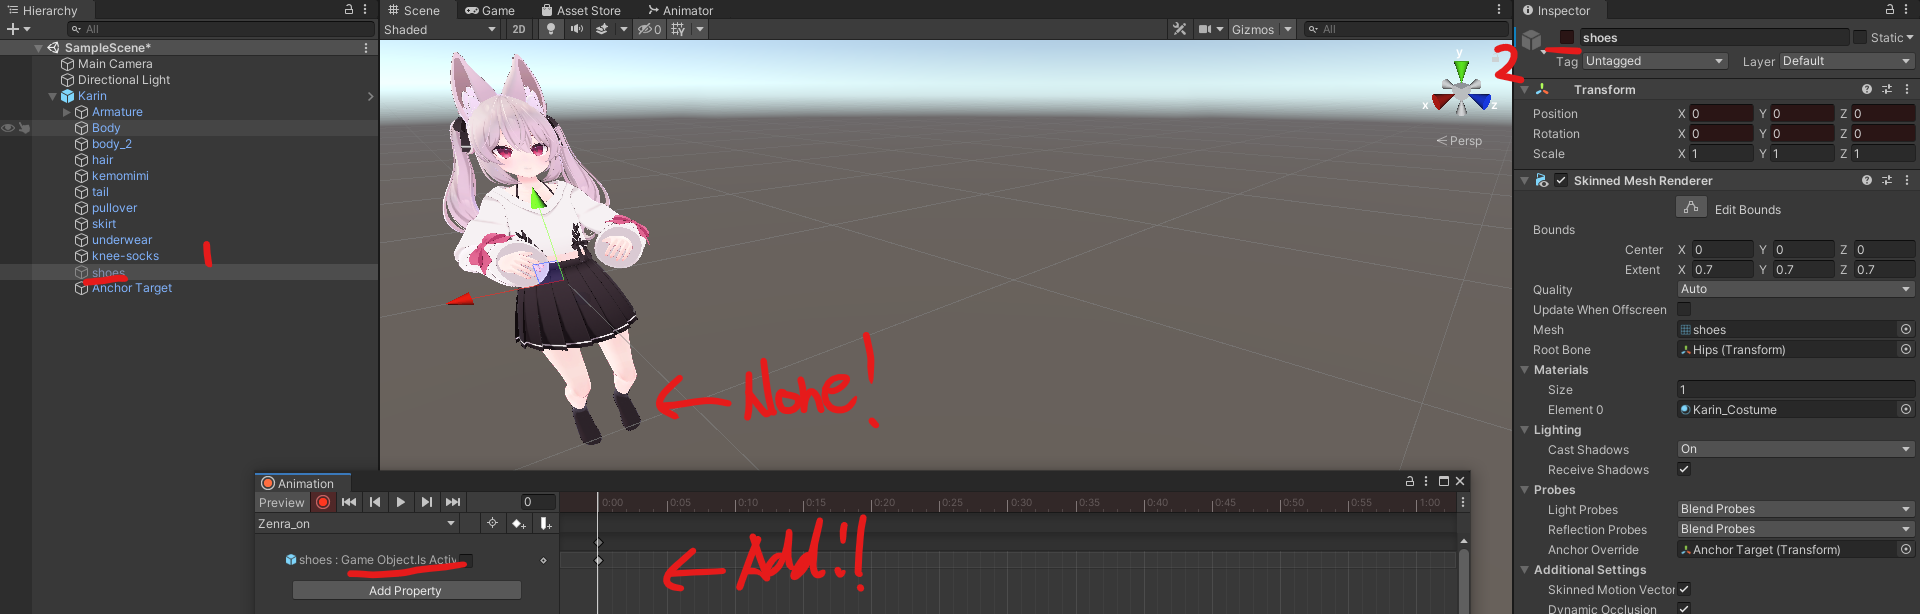 Hierarchy
All
SampleScene*
Main Camera
Directional Light
Karin
Armature
Body
body_2
hair
kemomimi
tail
pullover
skirt
underwear
knee-socks
1
shoes
Anchor Target
Scene Game Asset Store Animator
Shaded 2D 0 Gizmos All
y
x z
Persp
None!
Animation
Preview 0 0:00 0:05 0:10 0:15 0:20 0:25 0:30 0:35 0:40 0:45 0:50 0:55 1:00
Zenra_on
shoes : Game Object.Is Activ
Add Property
Add!!
Inspector
2
shoes Static
Tag Untagged Layer Default
Transform
Position X 0 Y 0 Z 0
Rotation X 0 Y 0 Z 0
Scale X 1 Y 1 Z 1
Skinned Mesh Renderer
Edit Bounds
Bounds
Center X 0 Y 0 Z 0
Extent X 0.7 Y 0.7 Z 0.7
Quality Auto
Update When Offscreen
Mesh shoes
Root Bone Hips (Transform)
Materials
Size 1
Element 0 Karin_Costume
Lighting
Cast Shadows On
Receive Shadows
Probes
Light Probes Blend Probes
Reflection Probes Blend Probes
Anchor Override Anchor Target (Transform)
Additional Settings
Skinned Motion Vector
Dynamic Occlusion